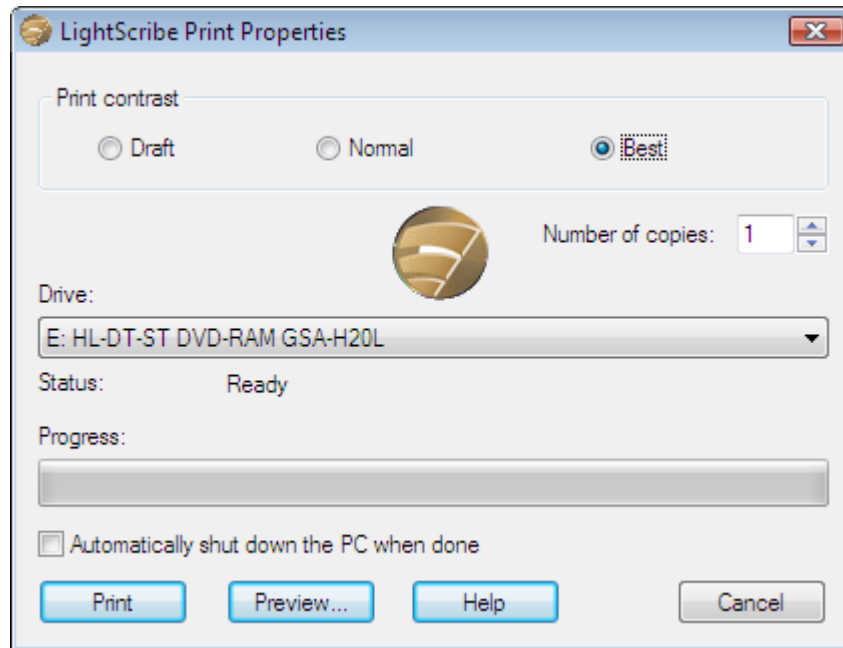 LightScribe Print Properties
Print contrast
Draft Normal Best
Number of copies: 1
Drive:
E: HL-DT-ST DVD-RAM GSA-H20L
Status: Ready
Progress:
Automatically shut down the PC when done
Print Preview... Help Cancel